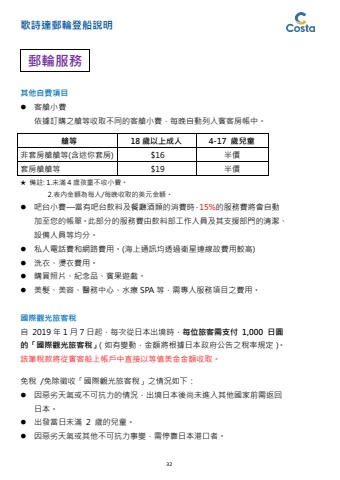 歌詩達郵輪登船說明
Costa
郵輪服務
其他自費項目
● 客艙小費
依據訂購之艙等收取不同的客艙小費，每晚自動列入賓客房帳中。
艙等 18 歲以上成人 4-17 歲兒童
非套房艙艙等(含迷你套房) $16 半價
套房艙艙等 $19 半價
★ 備註: 1.未滿 4 歲孩童不收小費。
2.表內金額為每人/每晚收取的美元金額。
● 吧台小費—當有吧台飲料及餐廳酒類的消費時，15%的服務費將會自動
加至您的帳單。此部分的服務費由飲料部工作人員及其支援部門的清潔、
設備人員等均分。
● 私人電話費和網路費用。(海上通訊均透過衛星連線故費用較高)
● 洗衣、燙衣費用。
● 購買照片、紀念品、賓果遊戲。
● 美髮、美容、醫務中心、水療 SPA 等，需專人服務項目之費用。
國際觀光旅客稅
自 2019 年 1 月 7 日起，每次從日本出境時，每位旅客需支付 1,000 日圓
的「國際觀光旅客稅」( 如有變動，金額將根據日本政府公告之稅率規定 )。
該筆稅款將從賓客船上帳戶中直接以等值美金金額收取。
免稅 /免除徵收「國際觀光旅客稅」之情況如下：
● 因惡劣天氣或不可抗力的情況，出境日本後尚未進入其他國家前需返回
日本。
● 出發當日未滿 2 歲的兒童。
● 因惡劣天氣或其他不可抗力事變，需停靠日本港口者。
32